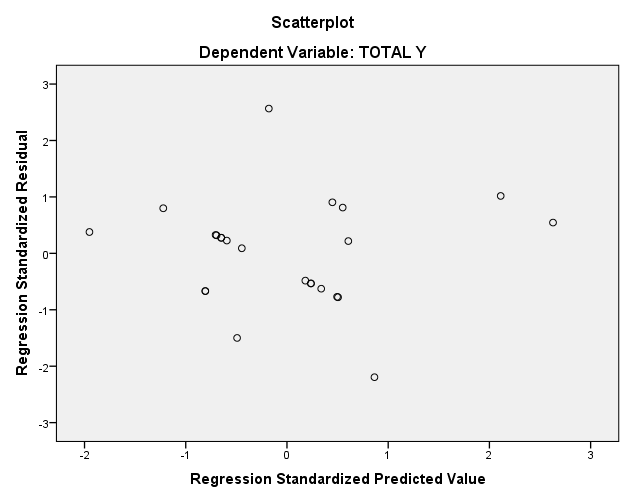 Scatterplot
Dependent Variable: TOTAL Y
Regression Standardized Residual
3
2
1
0
-1
-2
-3
-2 -1 0 1 2 3
Regression Standardized Predicted Value